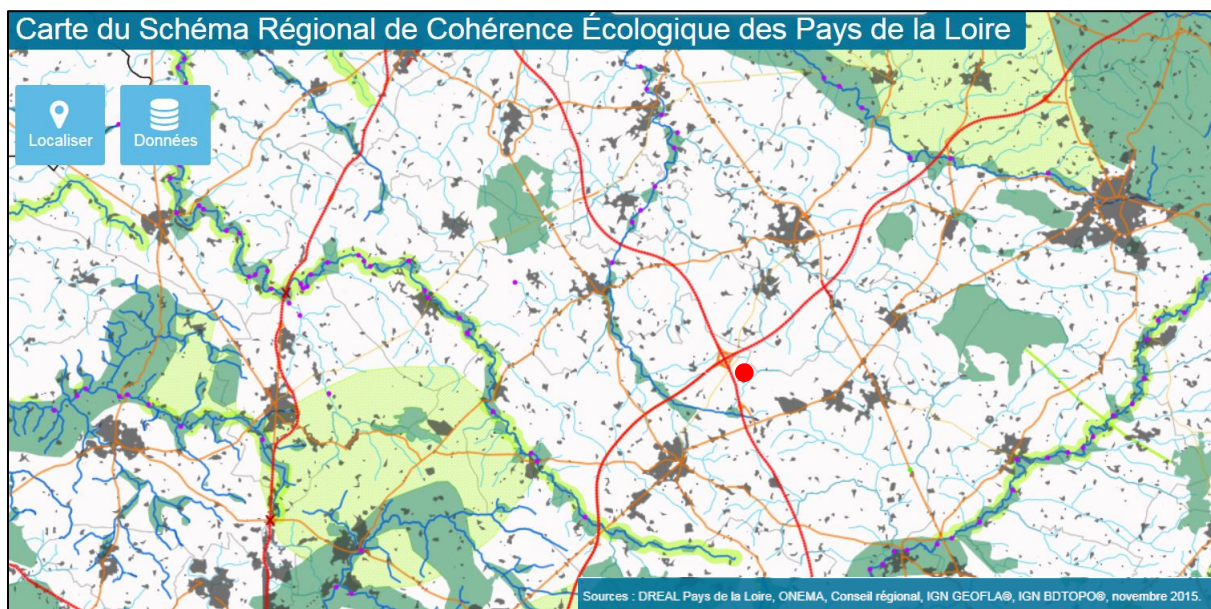 Carte du Schéma Régional de Cohérence Écologique des Pays de la Loire
Localiser
Données
Sources : DREAL Pays de la Loire, ONEMA, Conseil régional, IGN GEOFLA®, IGN BDTOPO®, novembre 2015.